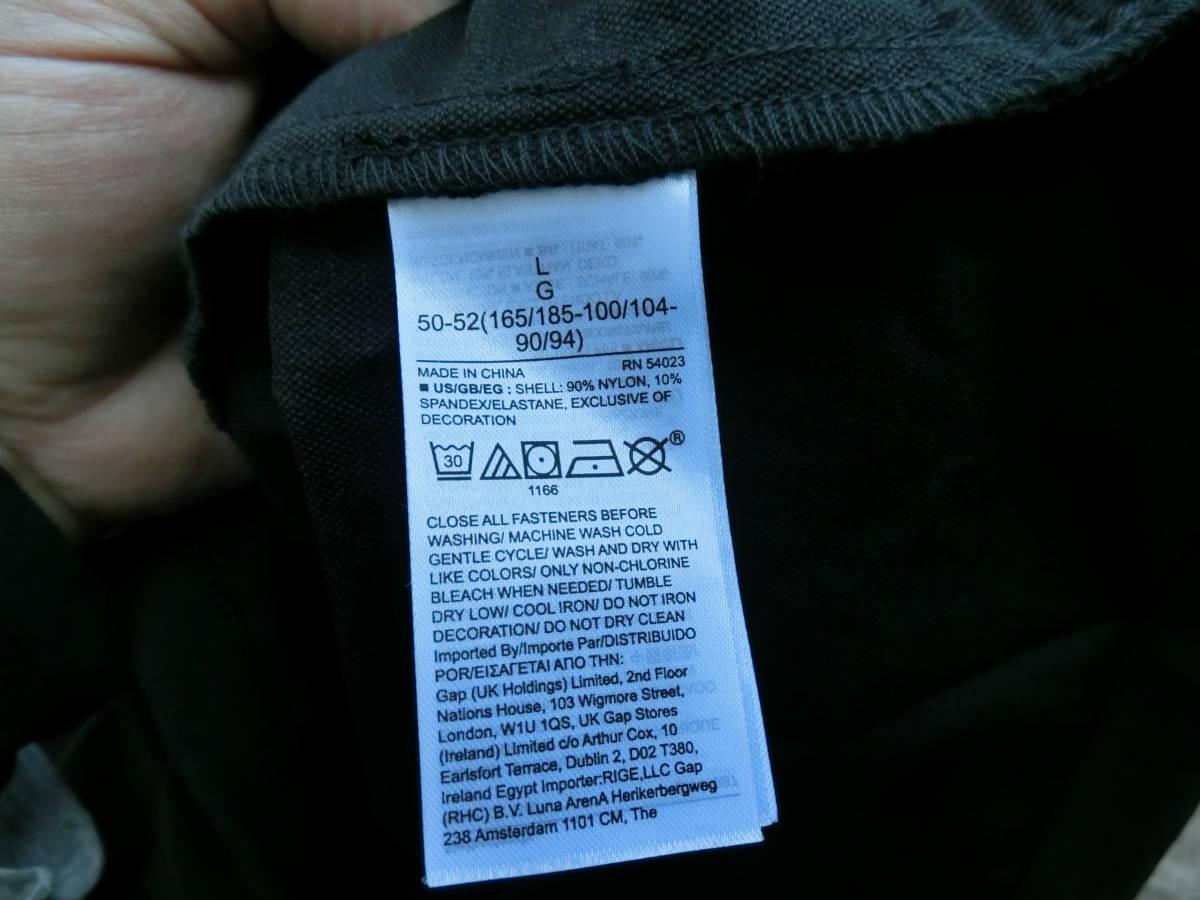 L
G
50-52(165/185-100/104-
90/94)
MADE IN CHINA RN 54023
■ US/GB/EG : SHELL: 90% NYLON, 10%
SPANDEX/ELASTANE, EXCLUSIVE OF
DECORATION
30
®
1166
CLOSE ALL FASTENERS BEFORE
WASHING/ MACHINE WASH COLD
GENTLE CYCLE/ WASH AND DRY WITH
LIKE COLORS/ ONLY NON-CHLORINE
BLEACH WHEN NEEDED/ TUMBLE
DRY LOW/ COOL IRON/ DO NOT IRON
DECORATION/ DO NOT DRY CLEAN
Imported By/Importe Par/DISTRIBUIDO
POR/ΕΙΣΑΓΕΤΑΙ ΑΠΟ ΤΗΝ:
Gap (UK Holdings) Limited, 2nd Floor
Nations House, 103 Wigmore Street,
London, W1U 1QS, UK Gap Stores
(Ireland) Limited c/o Arthur Cox, 10
Earlsfort Terrace, Dublin 2, D02 T380,
Ireland Egypt Importer:RIGE,LLC Gap
(RHC) B.V. Luna ArenA Herikerbergweg
238 Amsterdam 1101 CM, The